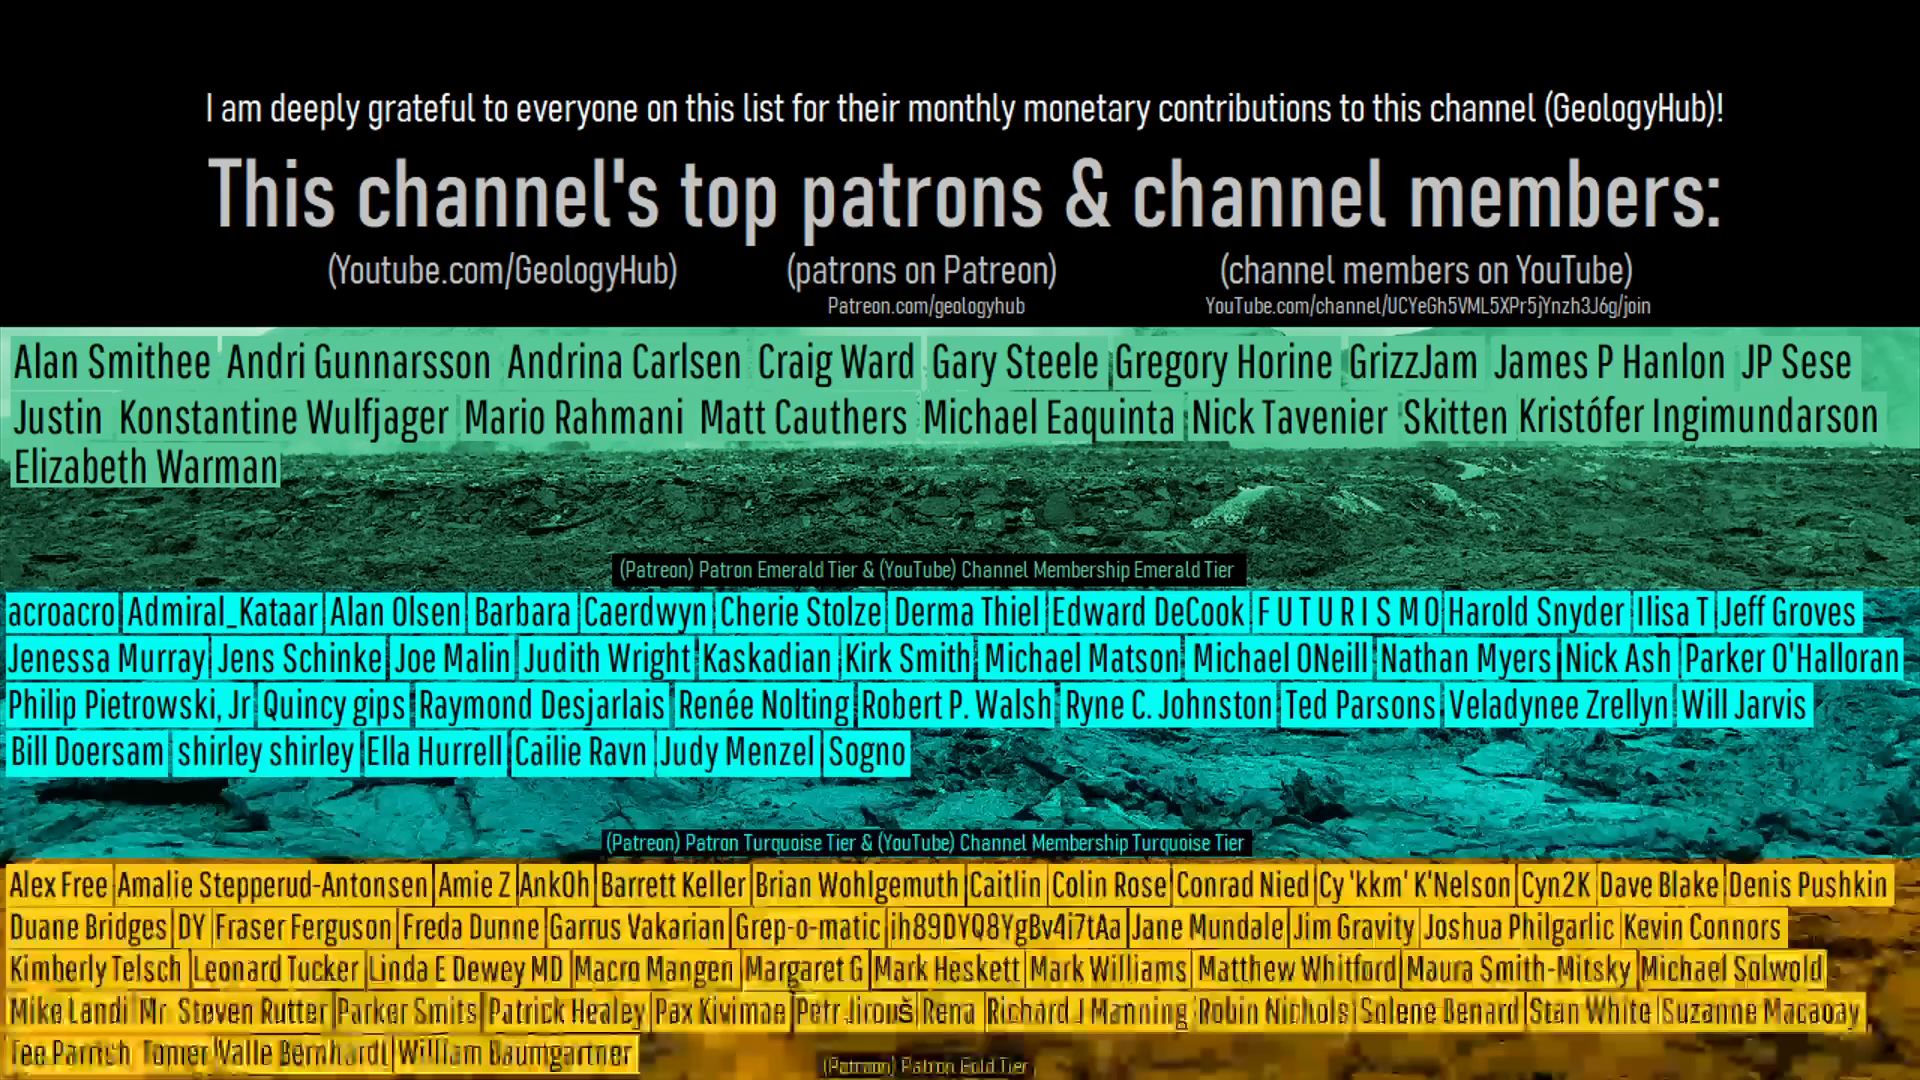 I am deeply grateful to everyone on this list for their monthly monetary contributions to this channel (GeologyHub)!
This channel's top patrons & channel members:
(Youtube.com/GeologyHub) (patrons on Patreon) (channel members on YouTube)
Patreon.com/geologyhub YouTube.com/channel/UCYeGh5VML5XPr5jYnzh3J6g/join
Alan Smithee Andri Gunnarsson Andrina Carlsen Craig Ward Gary Steele Gregory Horine GrizzJam James P Hanlon JP Sese
Justin Konstantine Wulfjager Mario Rahmani Matt Cauthers Michael Eaquinta Nick Tavenier Skitten Kristófer Ingimundarson
Elizabeth Warman
(Patreon) Patron Emerald Tier & (YouTube) Channel Membership Emerald Tier
acroacro Admiral_Kataar Alan Olsen Barbara Caerdwyn Cherie Stolze Derma Thiel Edward DeCook F U T U R I S M O Harold Snyder Ilisa T Jeff Groves
Jenessa Murray Jens Schinke Joe Malin Judith Wright Kaskadian Kirk Smith Michael Matson Michael ONeill Nathan Myers Nick Ash Parker O'Halloran
Philip Pietrowski, Jr Quincy gips Raymond Desjarlais Renée Nolting Robert P. Walsh Ryne C. Johnston Ted Parsons Veladynee Zrellyn Will Jarvis
Bill Doersam shirley shirley Ella Hurrell Cailie Ravn Judy Menzel Sogno
(Patreon) Patron Turquoise Tier & (YouTube) Channel Membership Turquoise Tier
Alex Free Amalie Stepperud-Antonsen Amie Z AnkOh Barrett Keller Brian Wohlgemuth Caitlin Colin Rose Conrad Nied Cy 'kkm' K'Nelson Cyn2K Dave Blake Denis Pushkin
Duane Bridges DY Fraser Ferguson Freda Dunne Garrus Vakarian Grep-o-matic ih89DYQ8YgBv4i7tAa Jane Mundale Jim Gravity Joshua Philgarlic Kevin Connors
Kimberly Telsch Leonard Tucker Linda E Dewey MD Macro Mangen Margaret G Mark Heskett Mark Williams Matthew Whitford Maura Smith-Mitsky Michael Solwold
Mike Landi Mr. Steven Rutter Parker Smits Patrick Healey Pax Kivimae Petr Jirouš Rena Richard J Manning Robin Nichols Solene Benard Stan White Suzanne
Tee Parrish Tomer Valle Bernhardt William Baumgartner
(Patreon) Patron Gold Tier